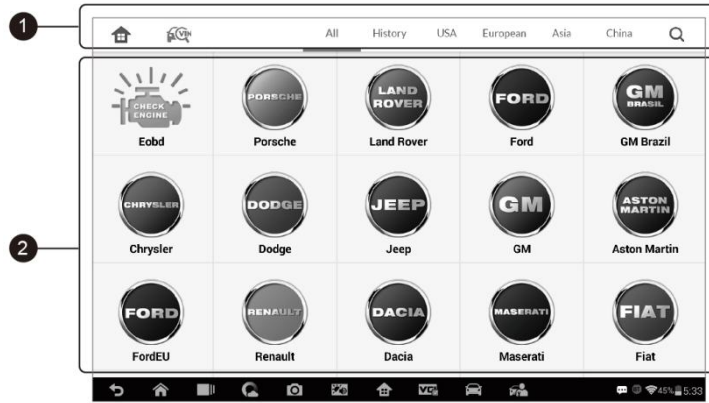 1
VIN
All History USA European Asia China
2
CHECK
ENGINE
PORSCHE
LAND
ROVER
FORD
GM
BRASIL
Eobd Porsche Land Rover Ford GM Brazil
CHRYSLER
DODGE
JEEP
GM
ASTON
MARTIN
Chrysler Dodge Jeep GM Aston Martin
FORD
RENAULT
DACIA
MASERATI
FIAT
FordEU Renault Dacia Maserati Fiat
45% 5:33